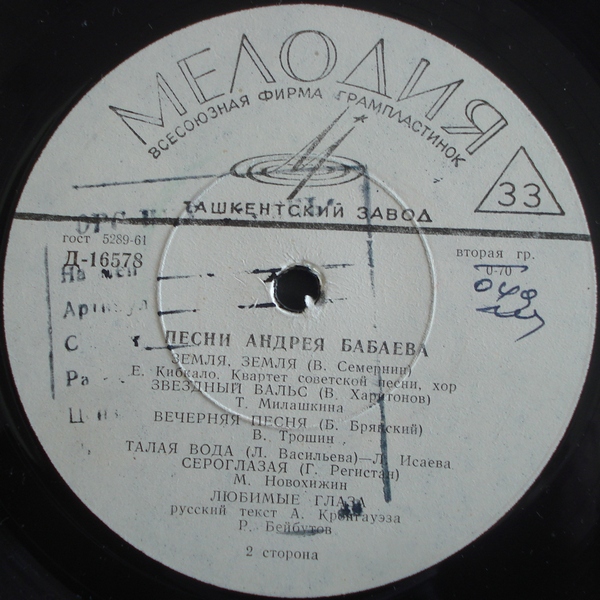 МЕЛОДИЯ
ВСЕСОЮЗНАЯ ФИРМА ГРАМПЛАСТИНОК
33
ТАШКЕНТСКИЙ ЗАВОД
гост 5289-61
вторая гр.
Д-16578
0-70
ПЕСНИ АНДРЕЯ БАБАЕВА
ЗЕМЛЯ, ЗЕМЛЯ (В. Семернин)
Е. Кибкало, Квартет советской песни, хор
ЗВЕЗДНЫЙ ВАЛЬС (В. Харитонов)
Т. Милашкина
ВЕЧЕРНЯЯ ПЕСНЯ (Б. Брянский)
В. Трошин
ТАЛАЯ ВОДА (Л. Васильева)—Л. Исаева
СЕРОГЛАЗАЯ (Г. Регистан)
М. Новохижин
ЛЮБИМЫЕ ГЛАЗА
русский текст А. Кронгауэза
Р. Бейбутов
2 сторона